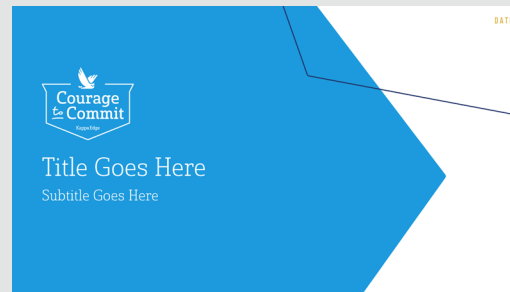 DAT
Courage
to Commit
Kappa Edge
Title Goes Here
Subtitle Goes Here